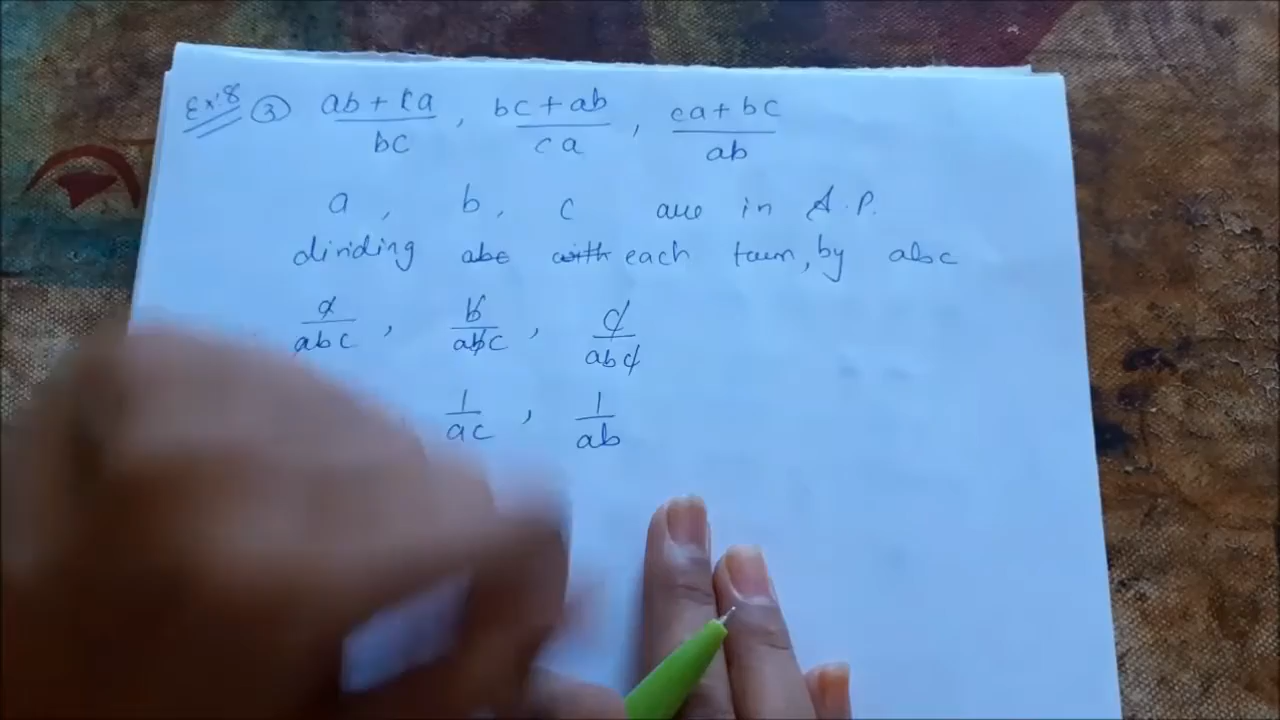 Ex:8 ③ ab + ca / bc , bc + ab / ca , ca + bc / ab
a , b , c are in A.P.
dividing abc with each term, by abc
a / abc , b / abc , c / abc
1 / ac , 1 / ab